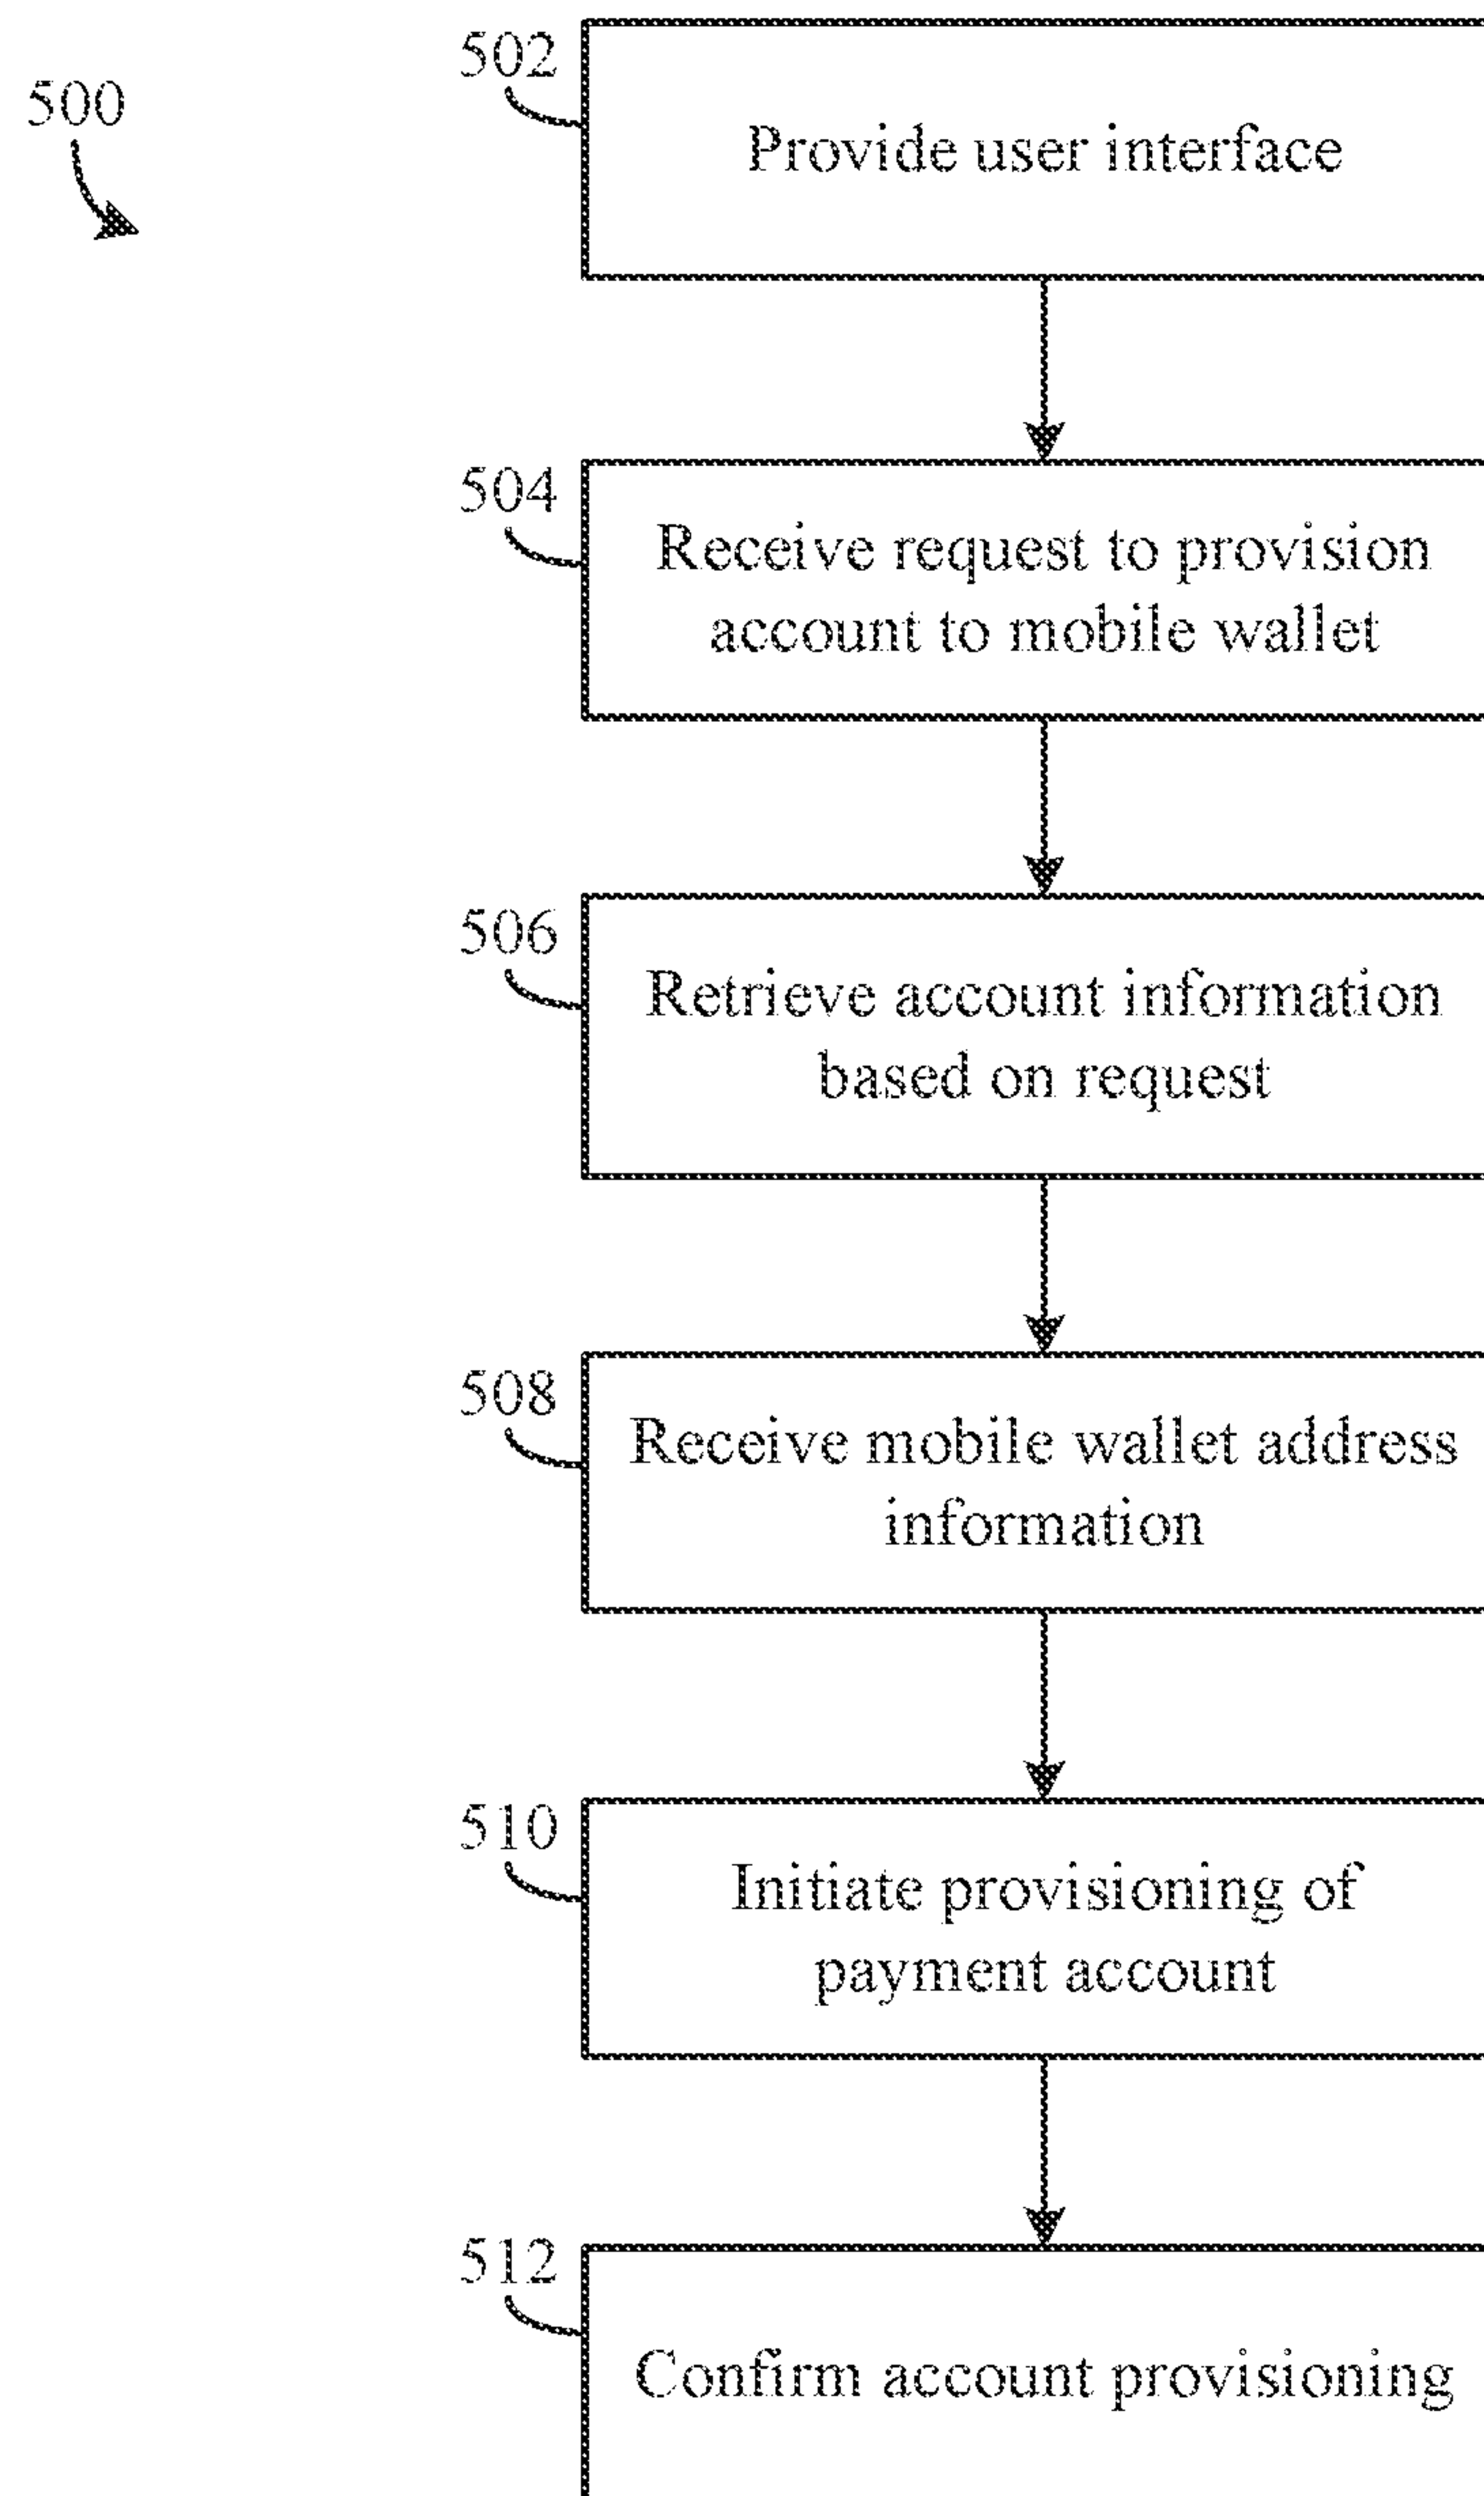 500
502
Provide user interface
504
Receive request to provision
account to mobile wallet
506
Retrieve account information
based on request
508
Receive mobile wallet address
information
510
Initiate provisioning of
payment account
512
Confirm account provisioning